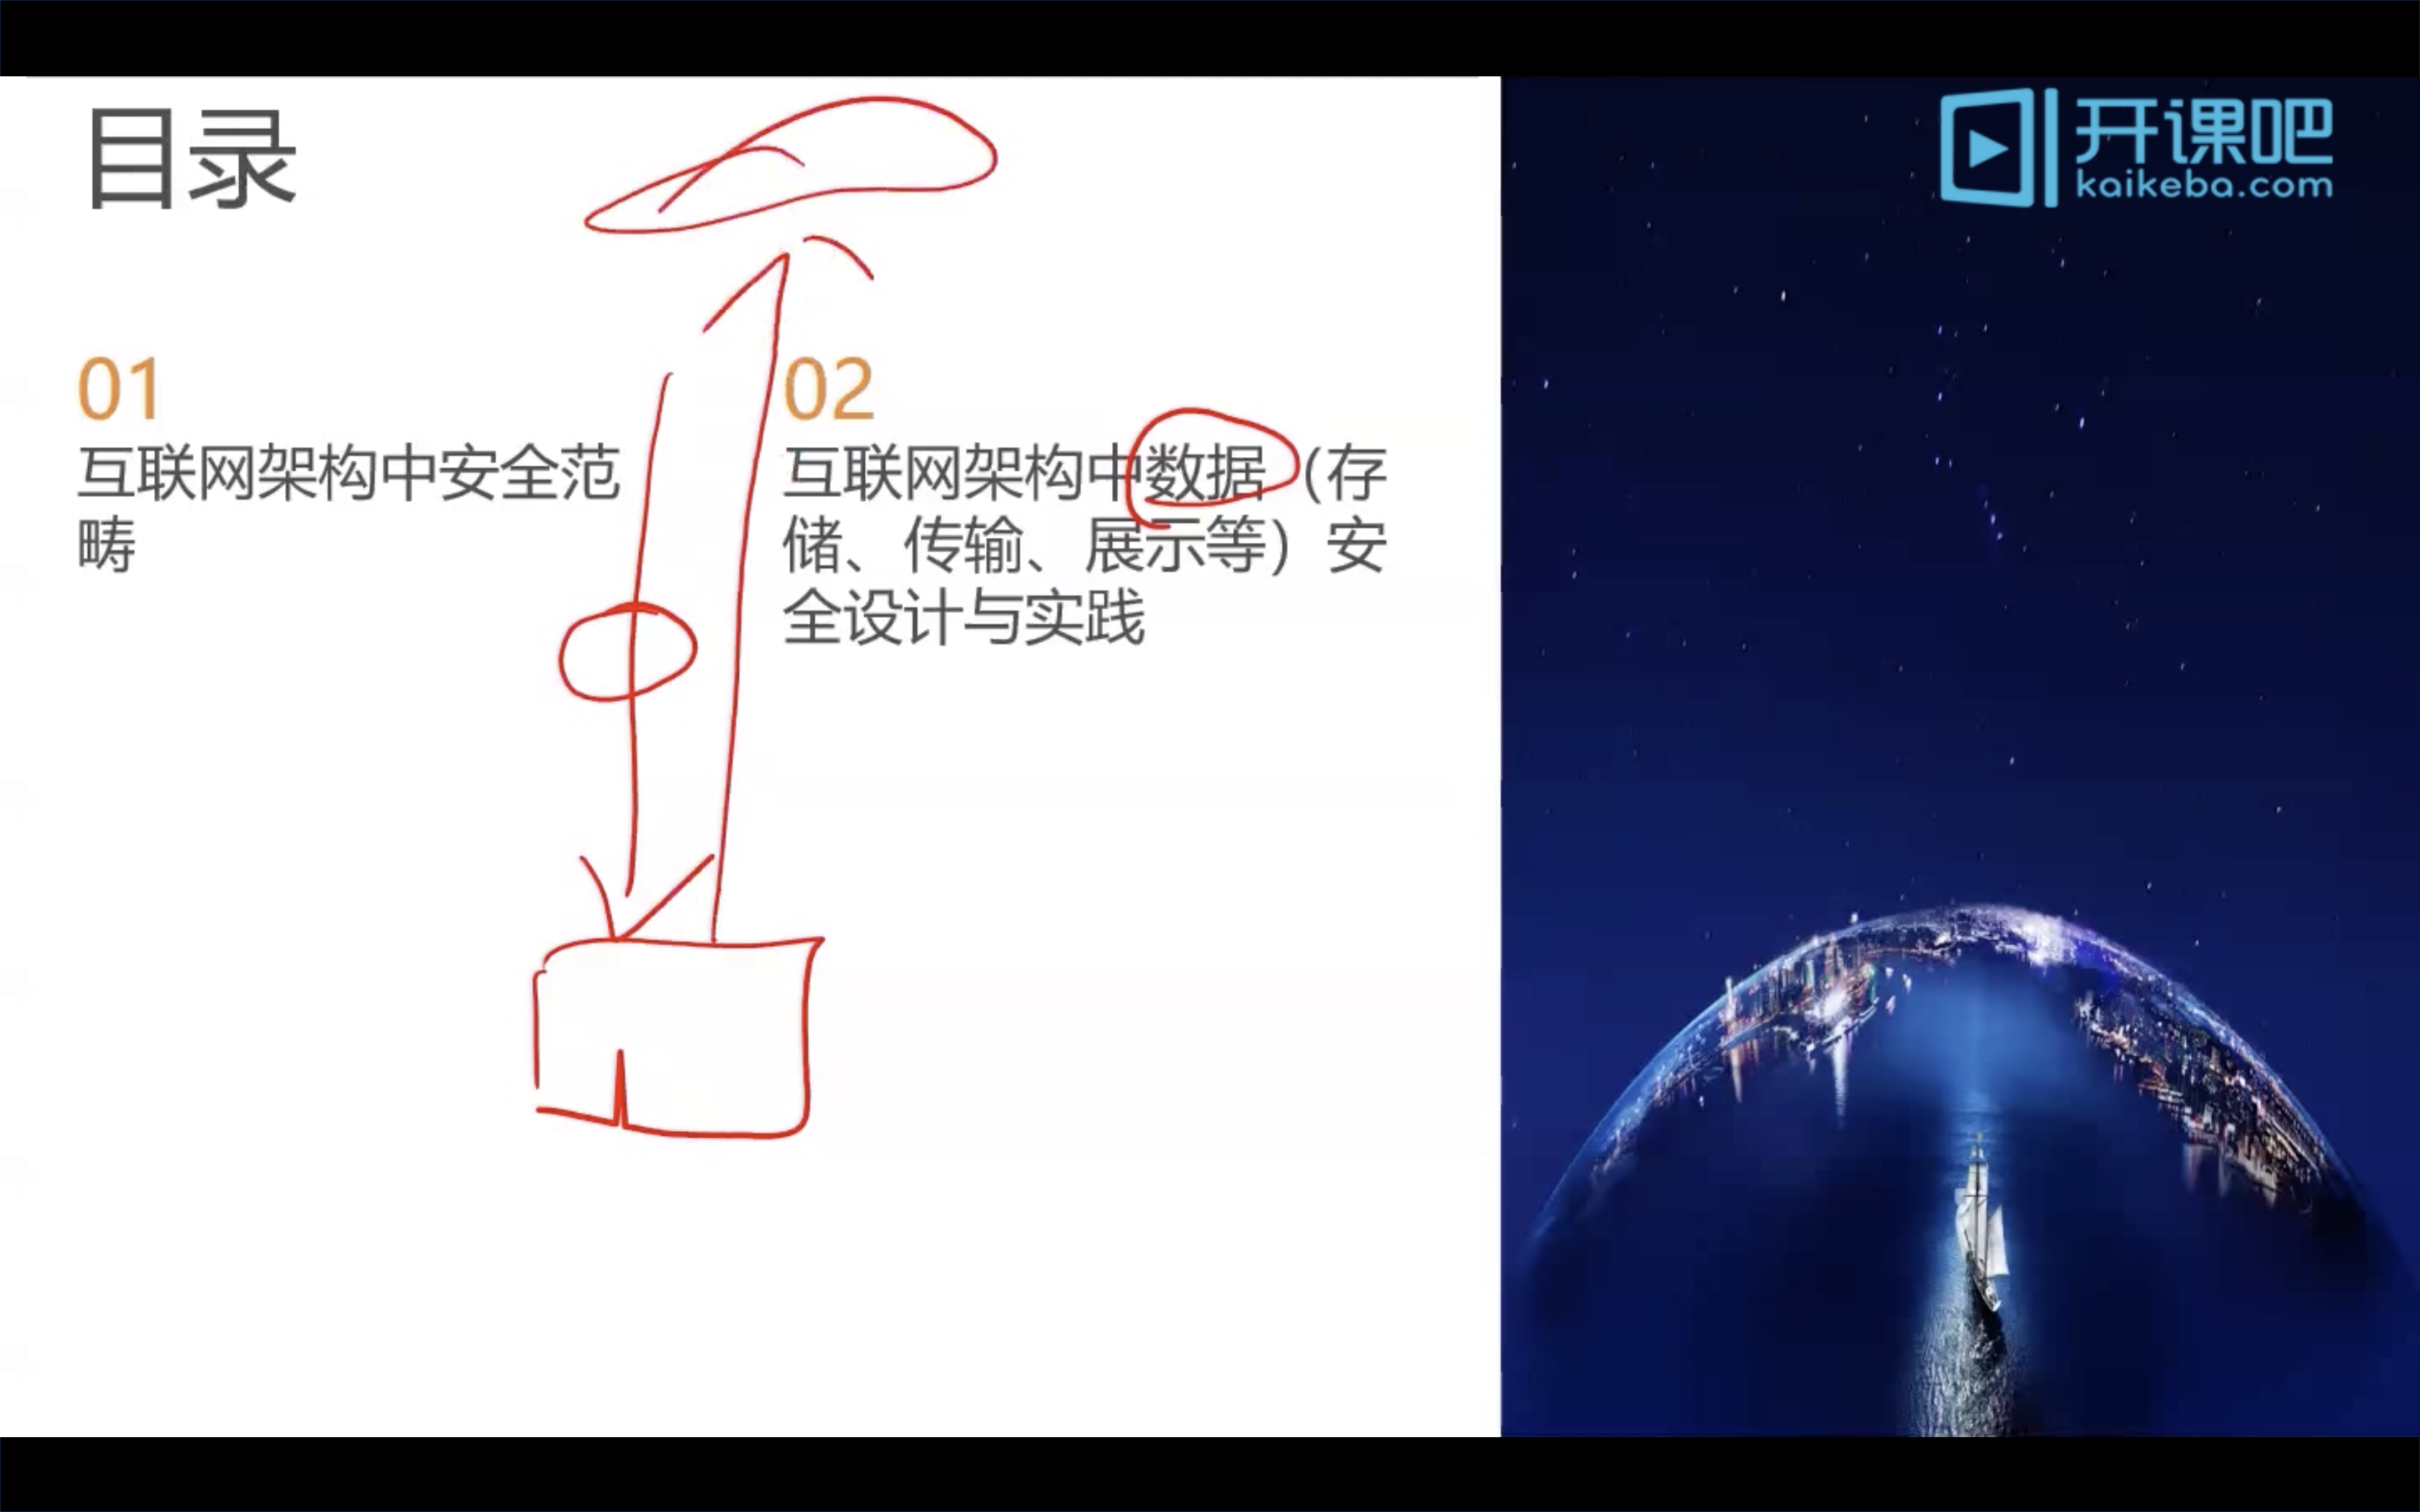 目录
开课吧
kaikeba.com
01
互联网架构中安全范
畴
02
互联网架构中数据（存
储、传输、展示等）安
全设计与实践